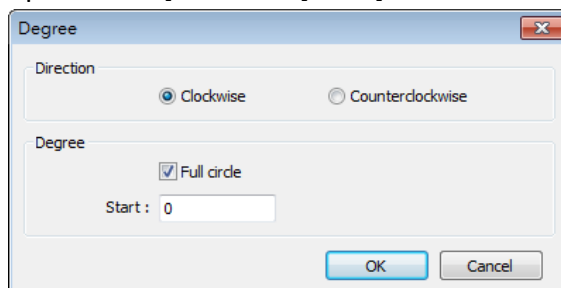 Degree
Direction
Clockwise
Counterclockwise
Degree
Full circle
Start :
0
OK
Cancel